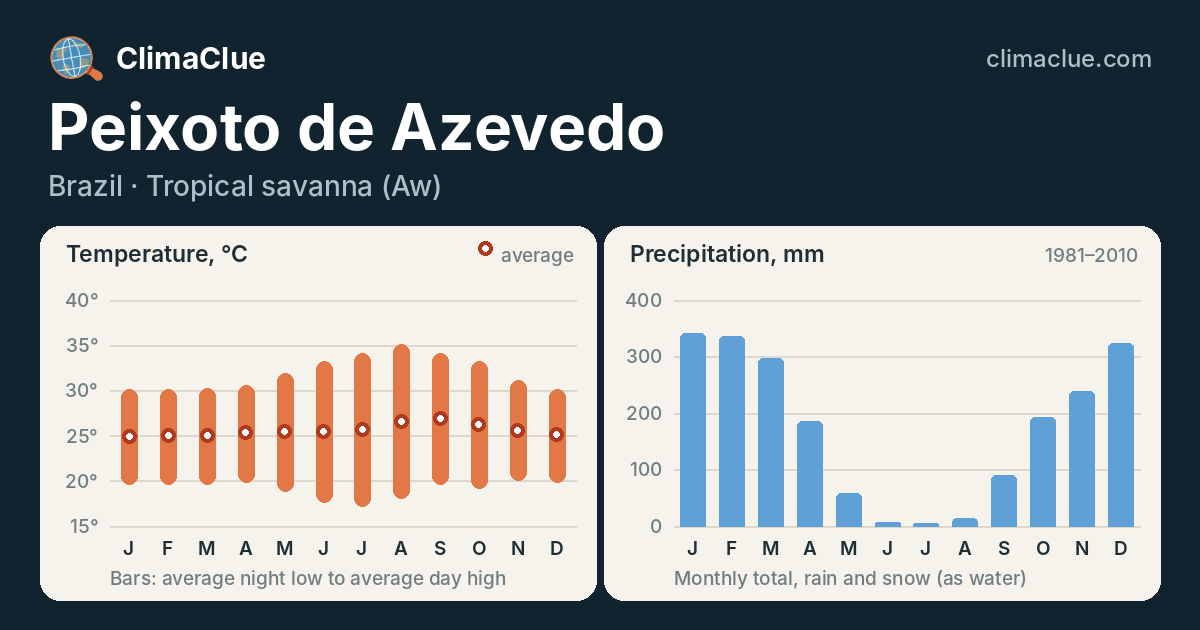 ClimaClue
climaclue.com
Peixoto de Azevedo
Brazil · Tropical savanna (Aw)
Temperature, °C
average
40°
35°
30°
25°
20°
15°
J F M A M J J A S O N D
Bars: average night low to average day high
Precipitation, mm
1981–2010
400
300
200
100
0
J F M A M J J A S O N D
Monthly total, rain and snow (as water)